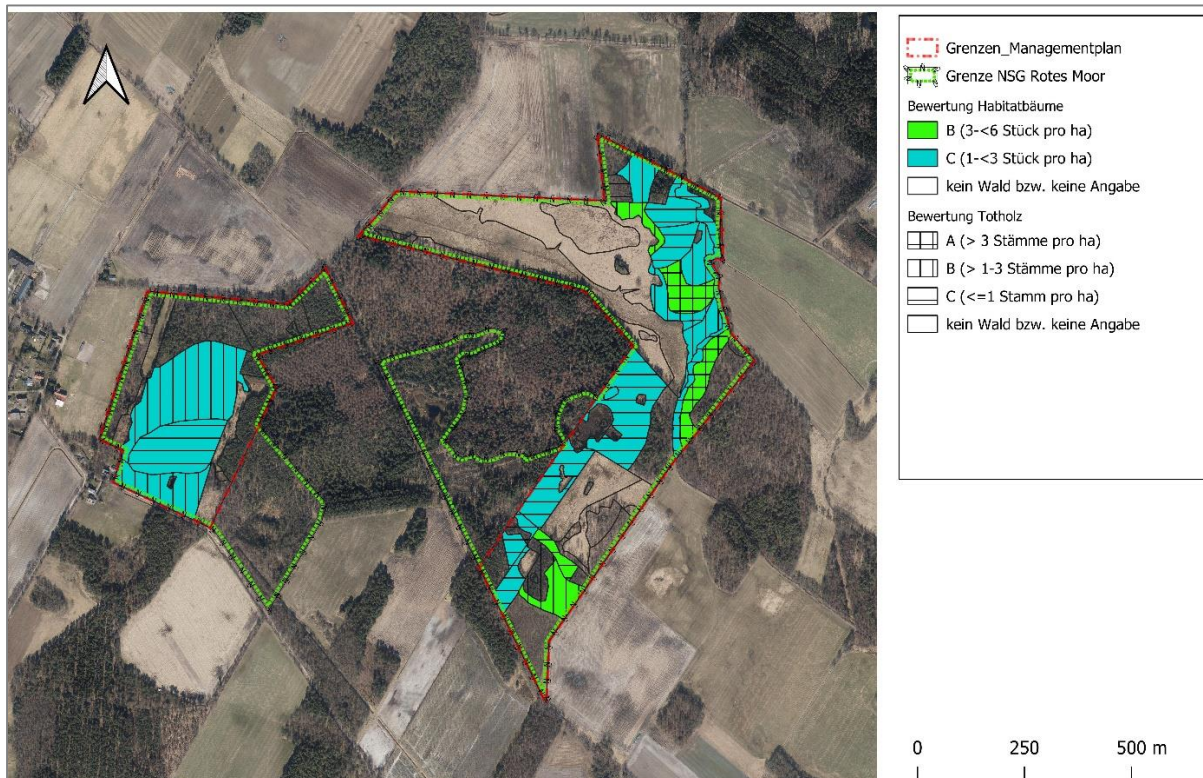 Grenzen_Managementplan
Grenze NSG Rotes Moor
Bewertung Habitatbäume
B (3-<6 Stück pro ha)
C (1-<3 Stück pro ha)
kein Wald bzw. keine Angabe
Bewertung Totholz
A (> 3 Stämme pro ha)
B (> 1-3 Stämme pro ha)
C (<=1 Stamm pro ha)
kein Wald bzw. keine Angabe
0 250 500 m